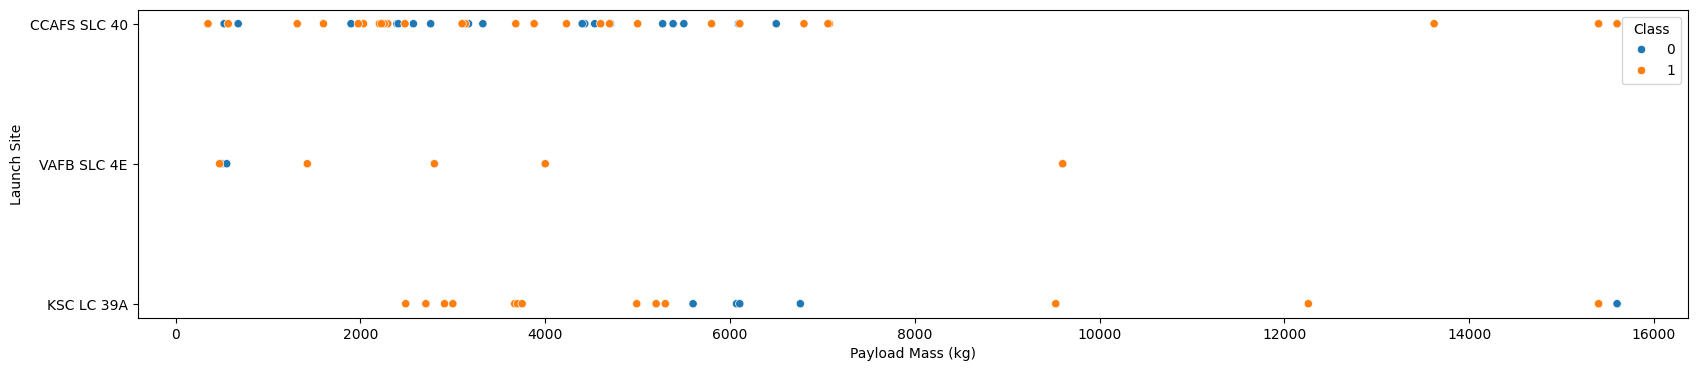 CCAFS SLC 40
VAFB SLC 4E
KSC LC 39A
Launch Site
Class
0
1
0 2000 4000 6000 8000 10000 12000 14000 16000
Payload Mass (kg)